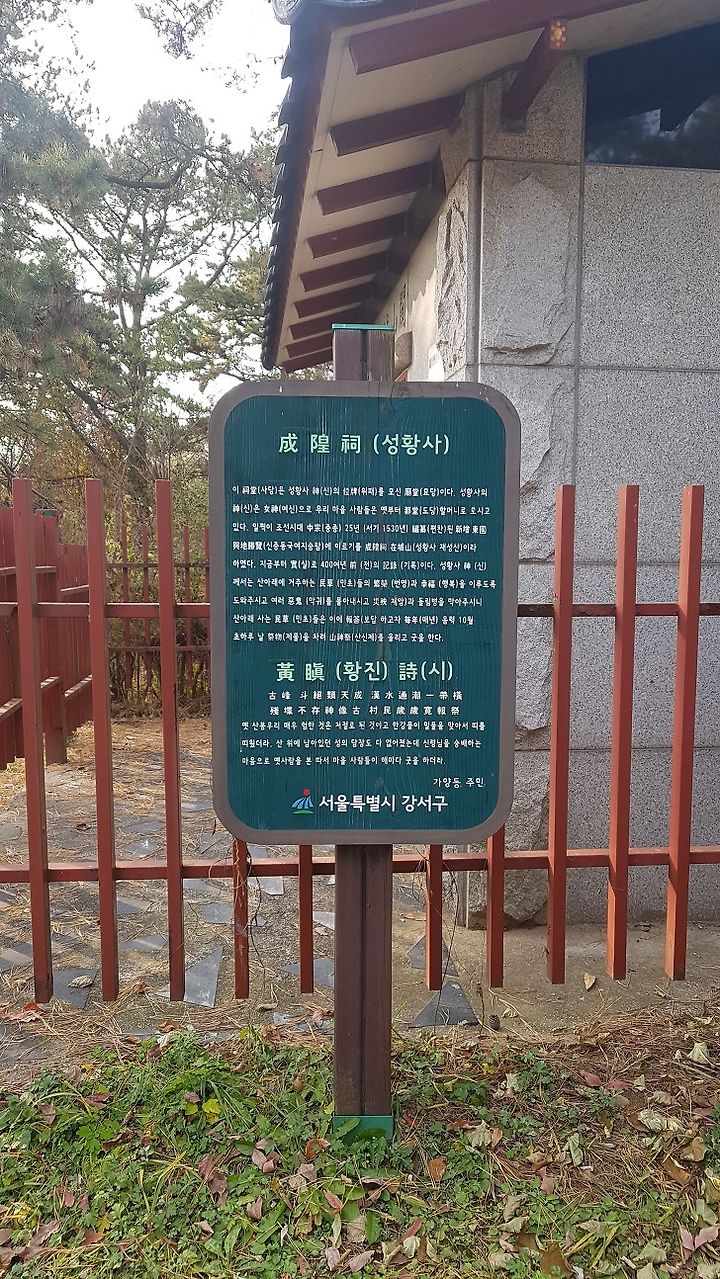 成 隍 祠 (성황사)
이 祠堂(사당)은 성황사 神(신)의 位牌(위패)를 모신 廟堂(묘당)이다. 성황사의
神(신)은 女神(여신)으로 우리 마을 사람들은 옛부터 都堂(도당)할머니로 모시고
있다. 일찍이 조선시대 中宗(중종) 25년 (서기 1530년) 編纂(편찬)된 新增 東國
輿地勝覽(신증동국여지승람)에 이르기를 成隍祠 在城山(성황사 재성산)이라
하였다. 지금부터 實(실)로 400여년 前 (전)의 記錄 (기록)이다. 성황사 神 (신)
께서는 산아래에 거주하는 民草 (민초)들의 繁榮 (번영)과 幸福 (행복)을 이루도록
도와주시고 여러 惡鬼 (악귀)를 몰아내시고 災殃 재앙)과 돌림병을 막아주시니
산아래 사는 民草 (민초)들은 이에 報答(보답 하고자 每年(매년) 음력 10월
초하루 날 祭物(제물)을 차려 山神祭(산신제)를 올리고 굿을 한다.
黃 瞋 (황진) 詩(시)
古 峰 斗 絕 類 天 成 漢 水 通 潮 一 帶 橫
殘 堞 不 存 神 像 古 村 民 歲 歲 賽 報 祭
옛 산봉우리 매우 험한 것은 저절로 된 것이고 한강물이 밀물을 맞아서 띠를
띠웠더라. 산 위에 남아있던 성의 담장도 다 없어졌는데 신령님을 숭배하는
마음으로 옛사람을 본 따서 마을 사람들이 해마다 굿을 하더라.
가양동 주민
서울특별시 강서구